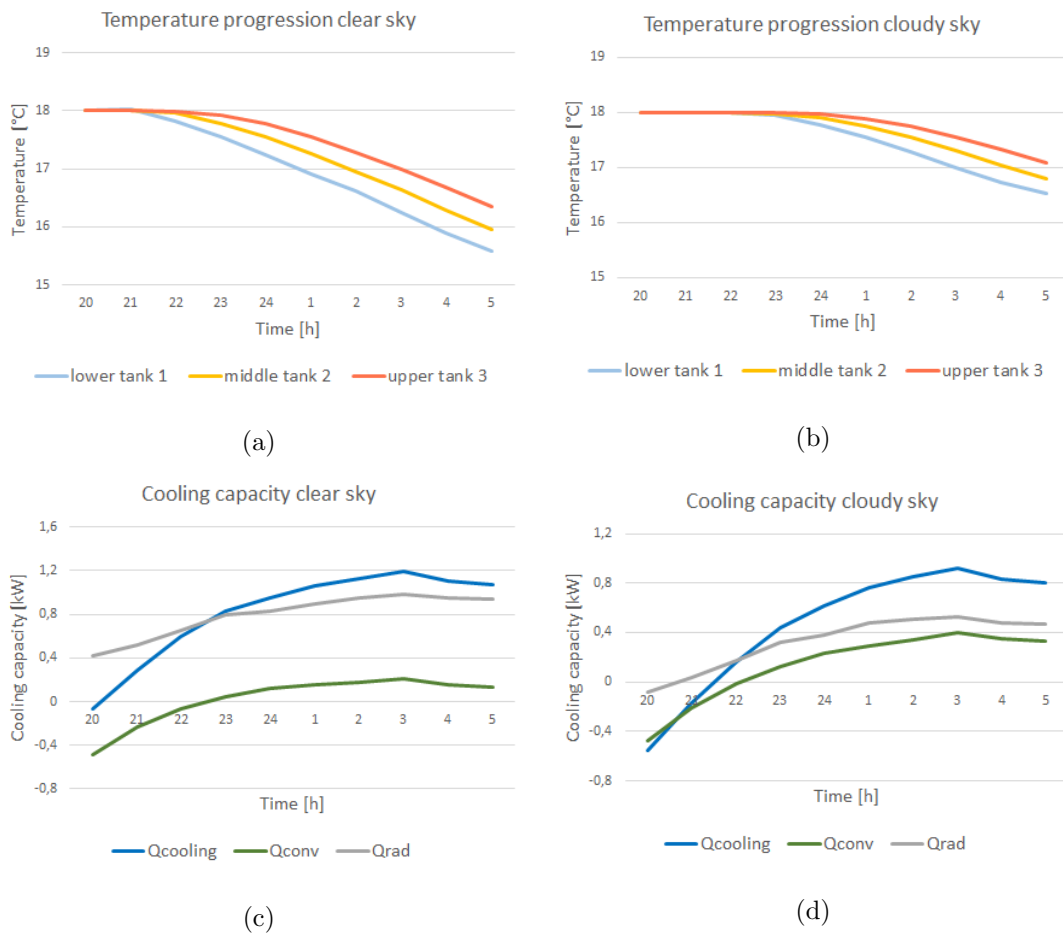 Temperature progression clear sky
19
18
17
16
15
Temperature [°C]
20 21 22 23 24 1 2 3 4 5
Time [h]
lower tank 1 middle tank 2 upper tank 3
(a)
Temperature progression cloudy sky
19
18
17
16
15
Temperature [°C]
20 21 22 23 24 1 2 3 4 5
Time [h]
lower tank 1 middle tank 2 upper tank 3
(b)
Cooling capacity clear sky
1,6
1,2
0,8
0,4
0
-0,4
-0,8
Cooling capacity [kW]
20 21 22 23 24 1 2 3 4 5
Time [h]
Qcooling Qconv Qrad
(c)
Cooling capacity cloudy sky
1,2
0,8
0,4
0
-0,4
-0,8
Cooling capacity [kW]
20 21 22 23 24 1 2 3 4 5
Time [h]
Qcooling Qconv Qrad
(d)